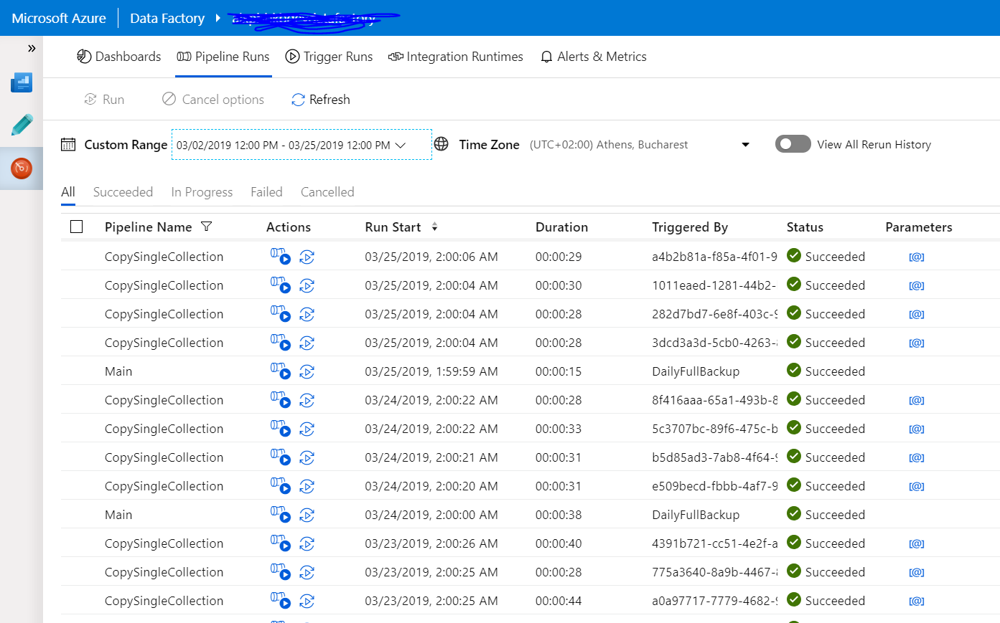 Microsoft Azure Data Factory
»
Dashboards Pipeline Runs Trigger Runs Integration Runtimes Alerts & Metrics
Run Cancel options Refresh
Custom Range 03/02/2019 12:00 PM - 03/25/2019 12:00 PM Time Zone (UTC+02:00) Athens, Bucharest View All Rerun History
All Succeeded In Progress Failed Cancelled
Pipeline Name Actions Run Start Duration Triggered By Status Parameters
CopySingleCollection 03/25/2019, 2:00:06 AM 00:00:29 a4b2b81a-f85a-4f01-9 Succeeded [@]
CopySingleCollection 03/25/2019, 2:00:04 AM 00:00:30 1011eaed-1281-44b2- Succeeded [@]
CopySingleCollection 03/25/2019, 2:00:04 AM 00:00:28 282d7bd7-6e8f-403c-9 Succeeded [@]
CopySingleCollection 03/25/2019, 2:00:04 AM 00:00:28 3dcd3a3d-5cb0-4263- Succeeded [@]
Main 03/25/2019, 1:59:59 AM 00:00:15 DailyFullBackup Succeeded
CopySingleCollection 03/24/2019, 2:00:22 AM 00:00:28 8f416aaa-65a1-493b-8 Succeeded [@]
CopySingleCollection 03/24/2019, 2:00:22 AM 00:00:33 5c3707bc-89f6-475c-b Succeeded [@]
CopySingleCollection 03/24/2019, 2:00:21 AM 00:00:31 b5d85ad3-7ab8-4f64-9 Succeeded [@]
CopySingleCollection 03/24/2019, 2:00:20 AM 00:00:31 e509becd-fbbb-4af7-9 Succeeded [@]
Main 03/24/2019, 2:00:00 AM 00:00:38 DailyFullBackup Succeeded
CopySingleCollection 03/23/2019, 2:00:26 AM 00:00:40 4391b721-cc51-4e2f-a Succeeded [@]
CopySingleCollection 03/23/2019, 2:00:25 AM 00:00:28 775a3640-8a9b-4467- Succeeded [@]
CopySingleCollection 03/23/2019, 2:00:25 AM 00:00:44 a0a97717-7779-4682-9 Succeeded [@]